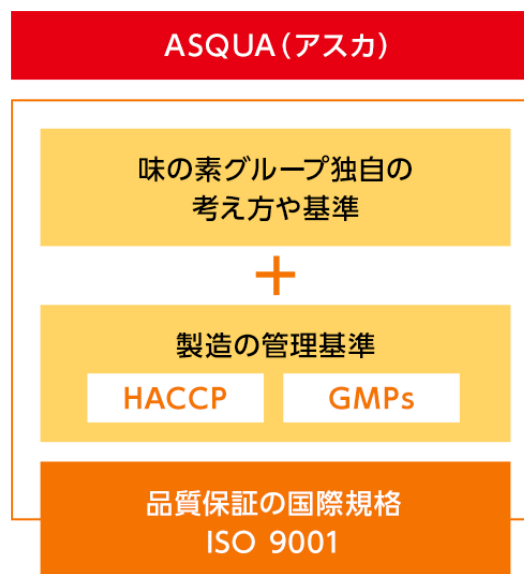 ASQUA（アスカ）
味の素グループ独自の
考え方や基準
+
製造の管理基準
HACCP
GMPs
品質保証の国際規格
ISO 9001